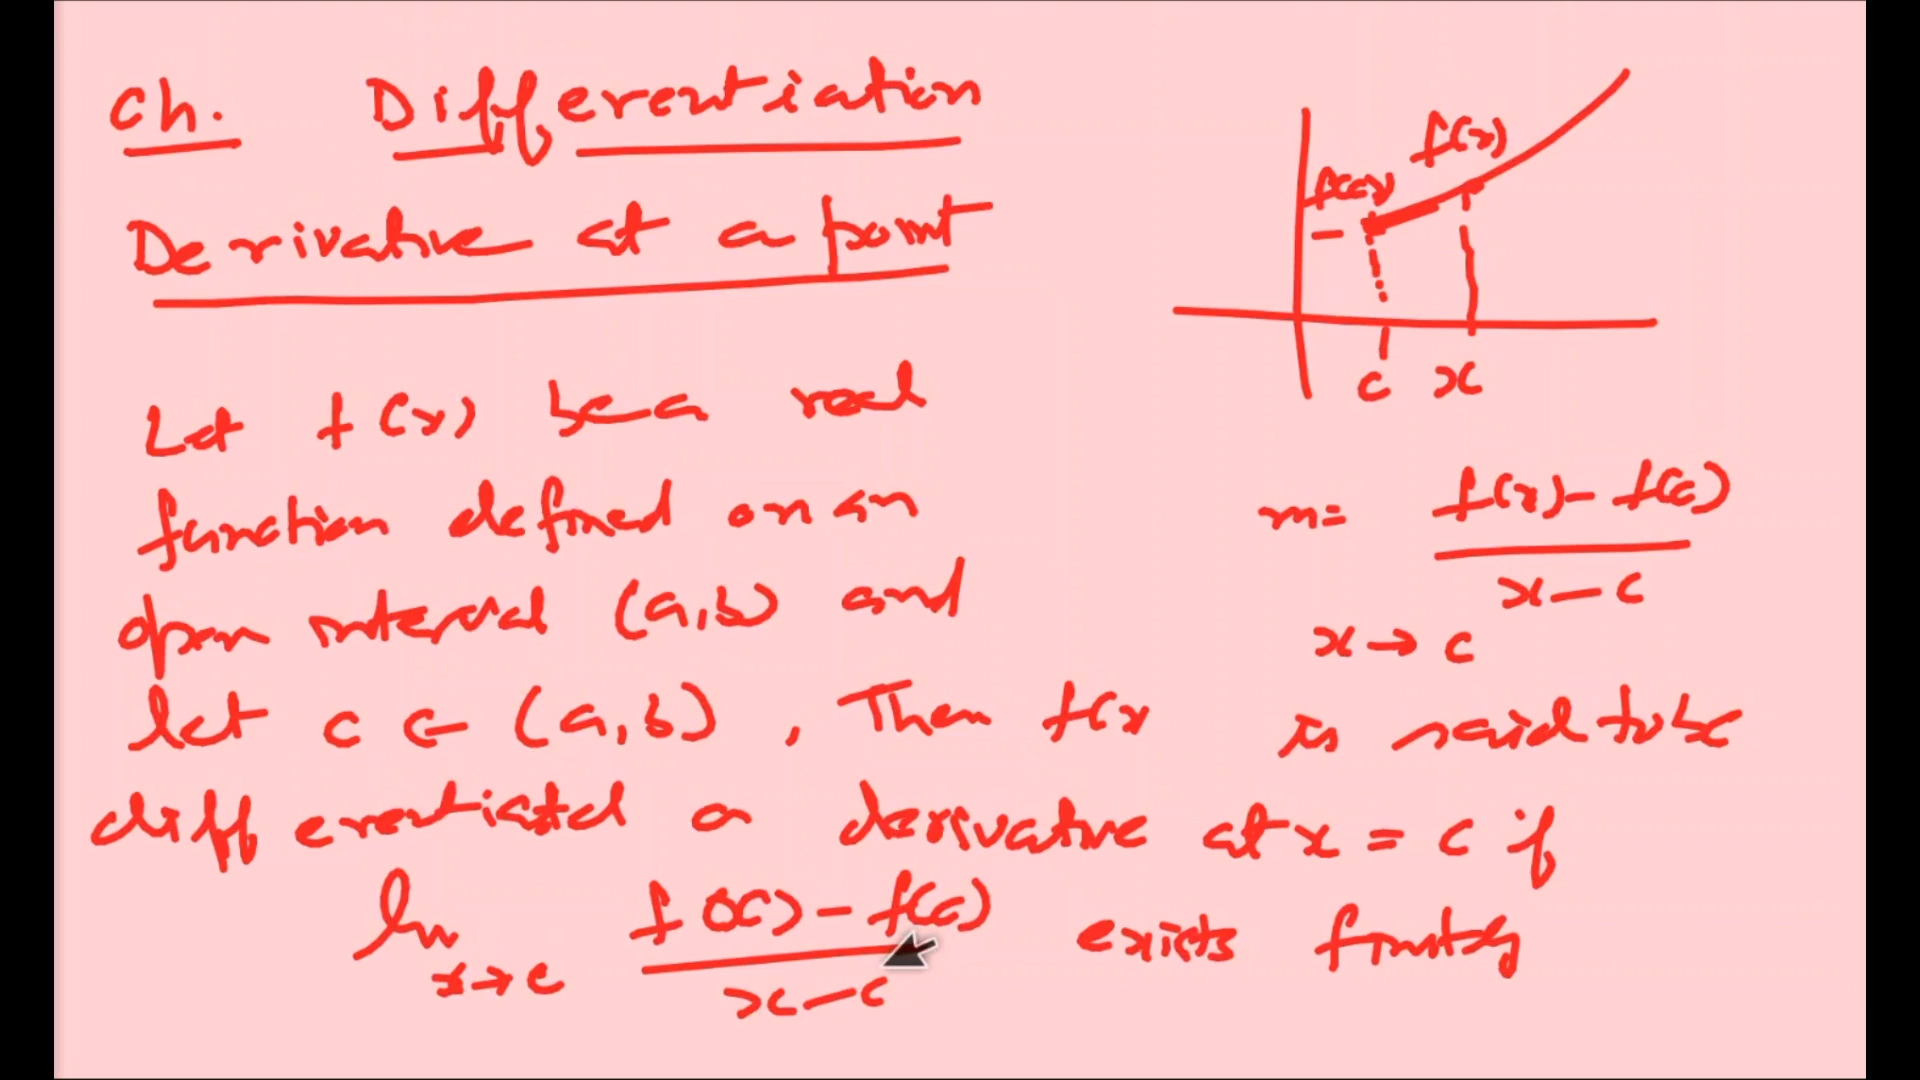 Ch. Differentiation
Derivative at a point
f(x)
f(c)
c x
Let f(x) be a real
function defined on an
open interval (a,b) and
m = f(x) - f(c)
x - c
x → c
let c ∈ (a,b), Then f(x is said to be
differentiated or derivative at x = c if
lim f(x) - f(c) exists finitely
x → c x - c